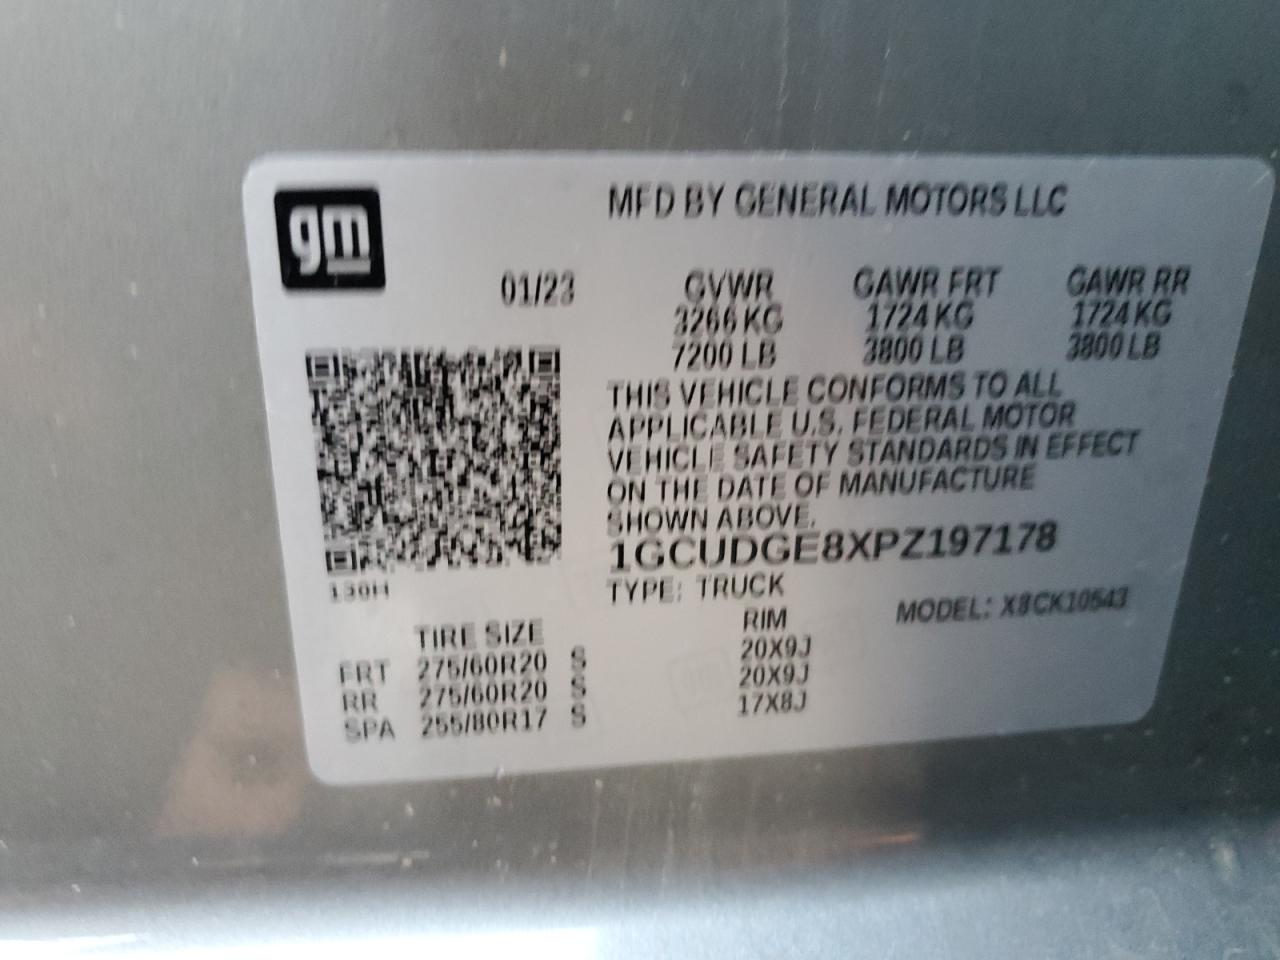 gm
MFD BY GENERAL MOTORS LLC
01/23 GVWR GAWR FRT GAWR RR
3266 KG 1724 KG 1724 KG
7200 LB 3800 LB 3800 LB
THIS VEHICLE CONFORMS TO ALL
APPLICABLE U.S. FEDERAL MOTOR
VEHICLE SAFETY STANDARDS IN EFFECT
ON THE DATE OF MANUFACTURE
SHOWN ABOVE.
1GCUDGE8XPZ197178
130H
TYPE: TRUCK
MODEL: X8CK10543
TIRE SIZE RIM
FRT 275/60R20 S 20X9J
RR 275/60R20 S 20X9J
SPA 255/80R17 S 17X8J